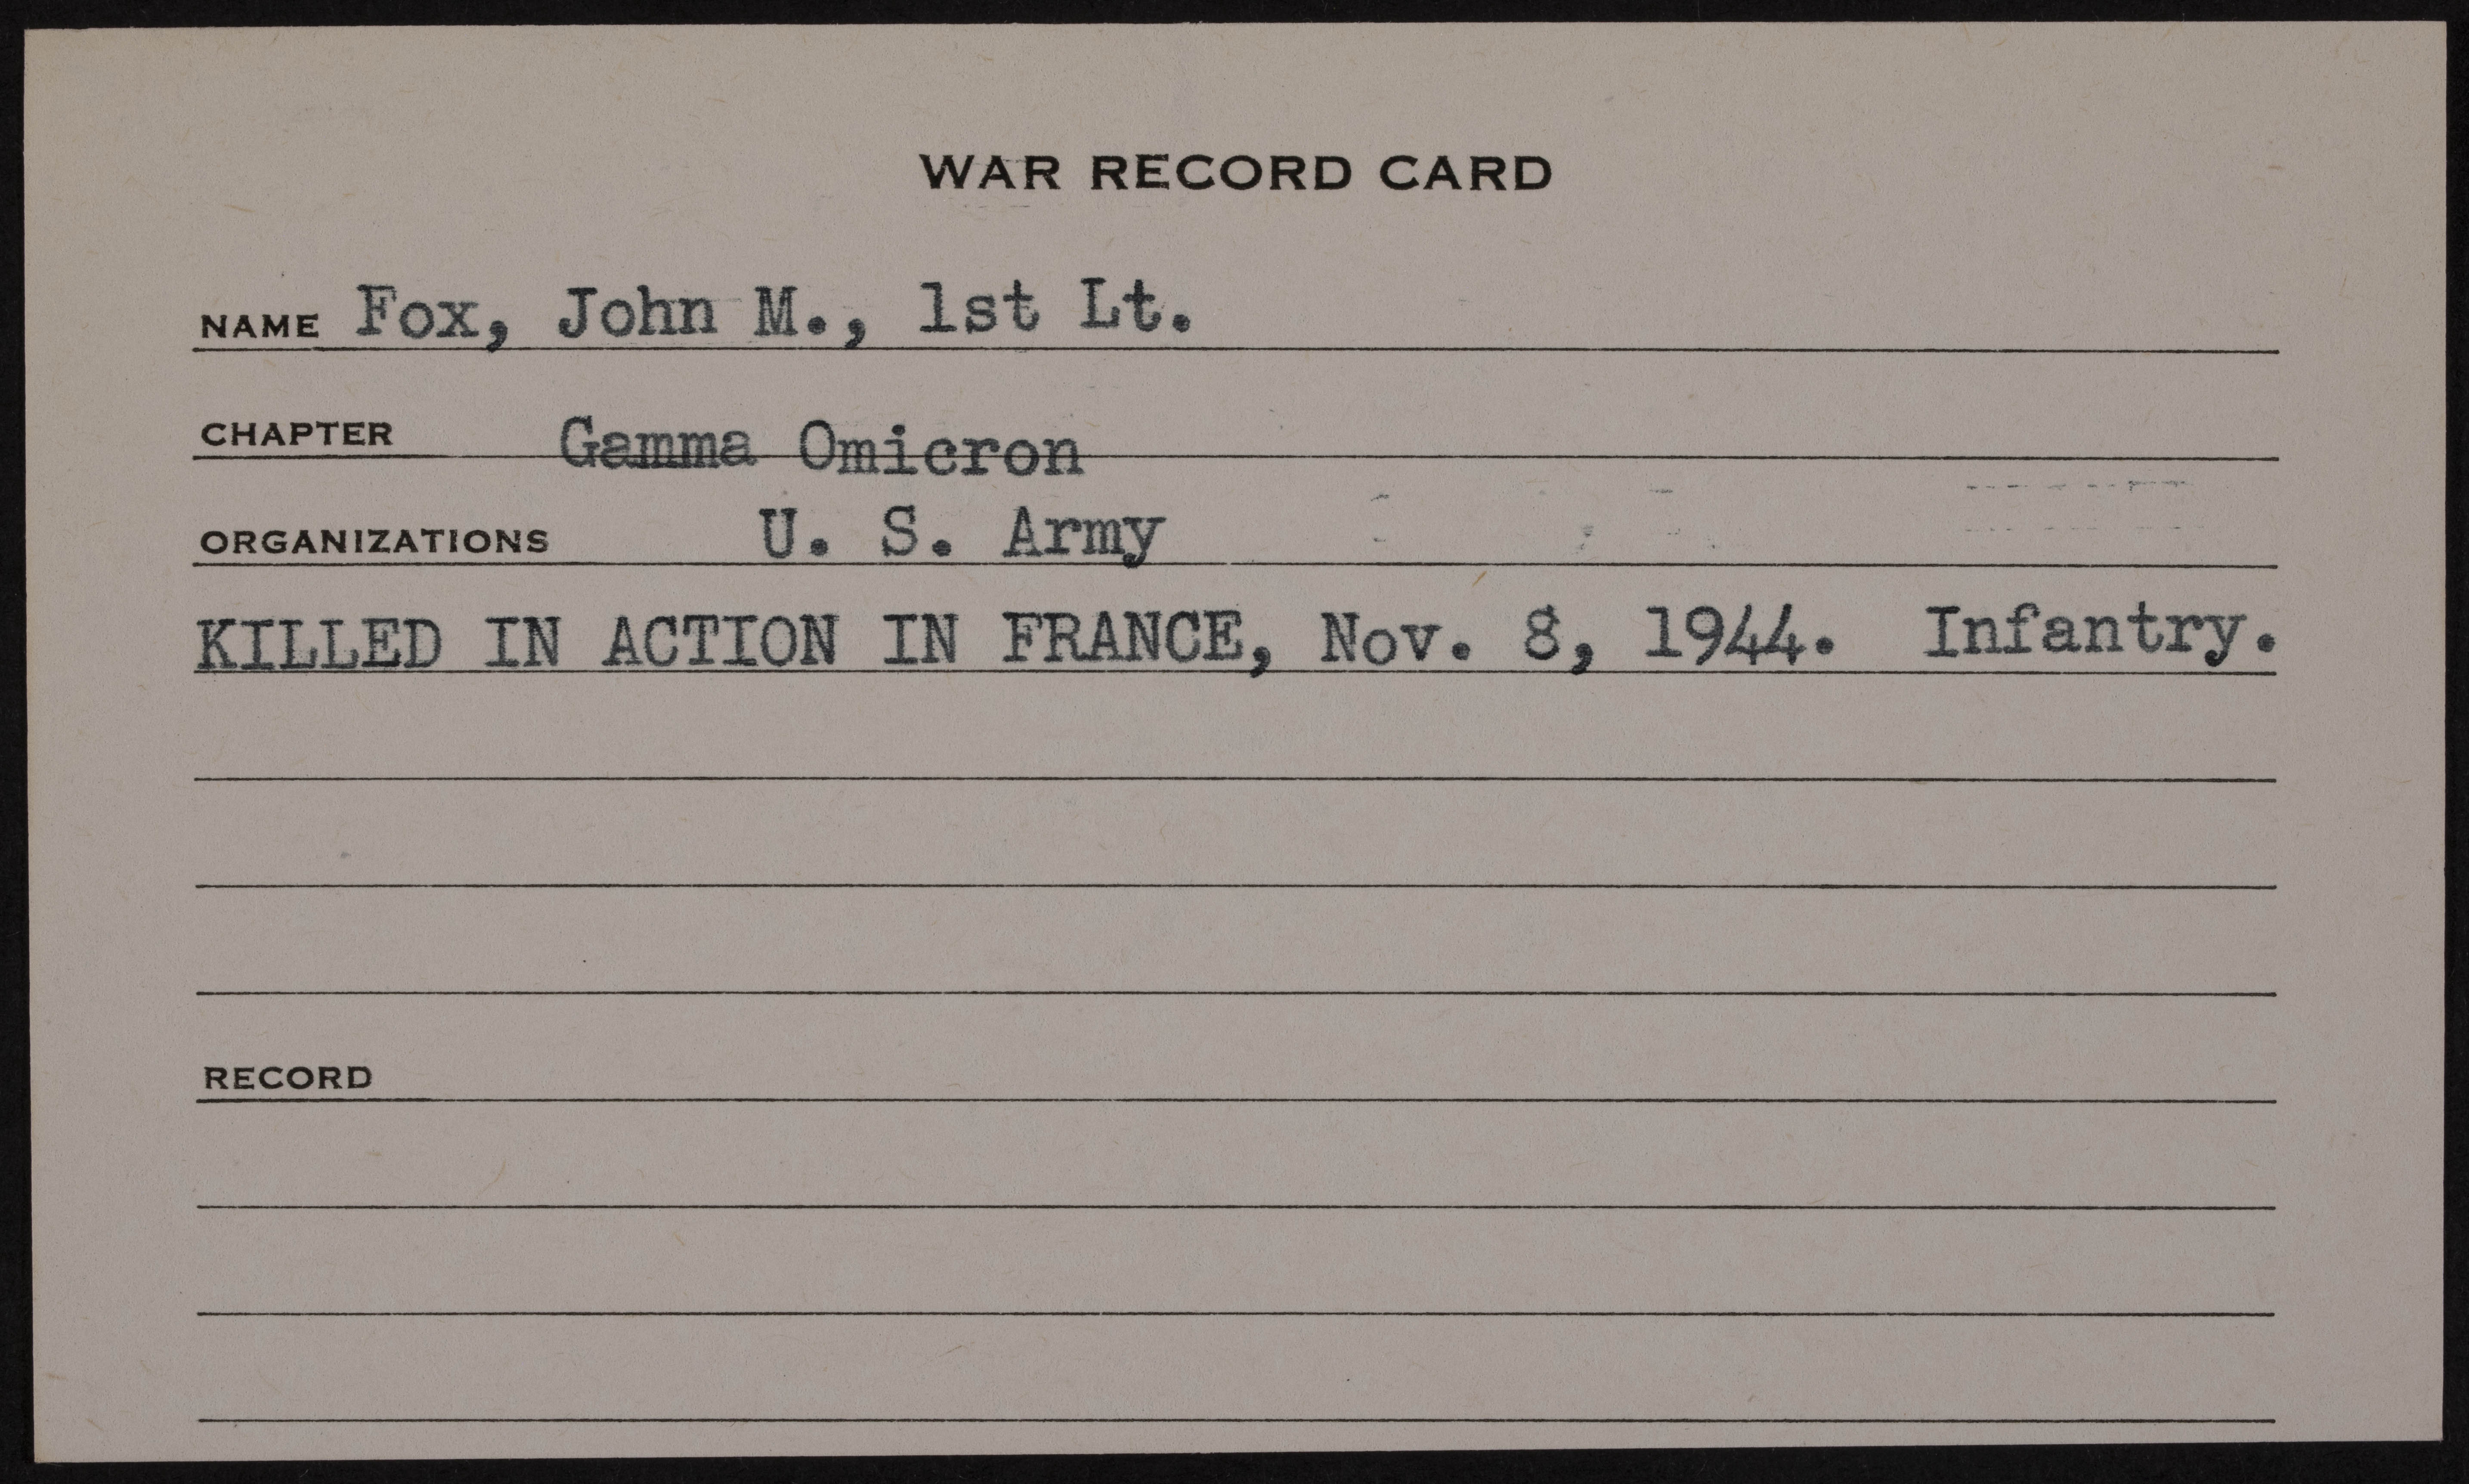 WAR RECORD CARD
NAME Fox, John M., 1st Lt.
CHAPTER Gamma Omicron
ORGANIZATIONS U. S. Army
KILLED IN ACTION IN FRANCE, Nov. 8, 1944. Infantry.
RECORD